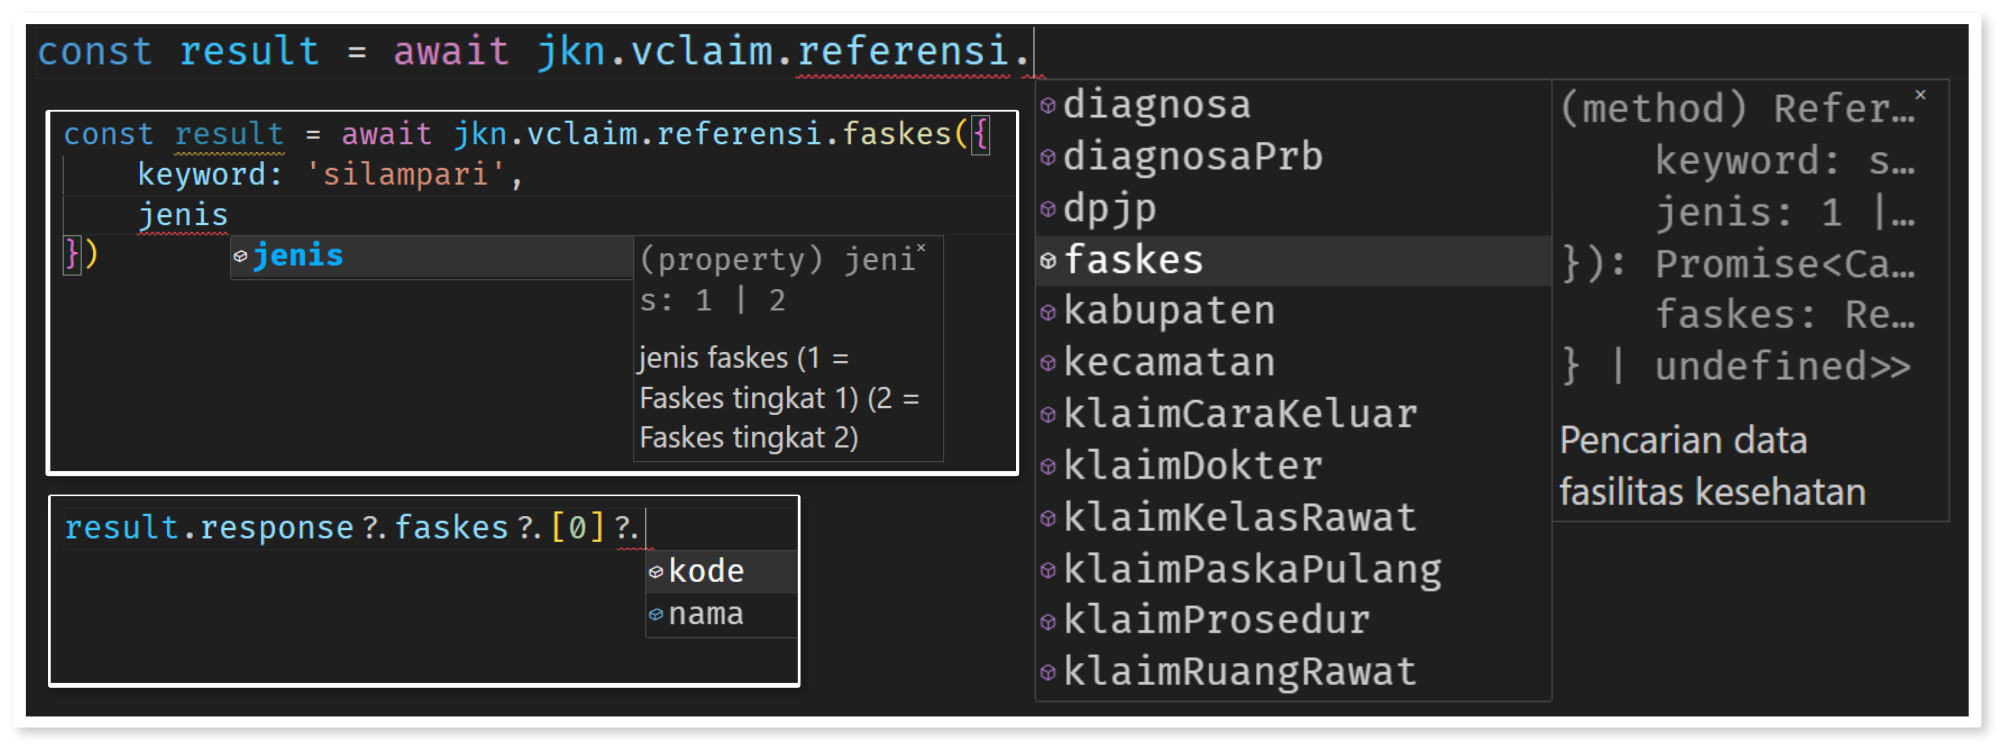 const result = await jkn.vclaim.referensi.
diagnosa
diagnosaPrb
dpjp
faskes
kabupaten
kecamatan
klaimCaraKeluar
klaimDokter
klaimKelasRawat
klaimPaskaPulang
klaimProsedur
klaimRuangRawat
(method) Refer…
keyword: s…
jenis: 1 |…
}): Promise<Ca…
faskes: Re…
} | undefined>>
Pencarian data
fasilitas kesehatan
const result = await jkn.vclaim.referensi.faskes({
keyword: 'silampari',
jenis
})
jenis
(property) jeni
s: 1 | 2
jenis faskes (1 =
Faskes tingkat 1) (2 =
Faskes tingkat 2)
result.response?.faskes?.[0]?.
kode
nama